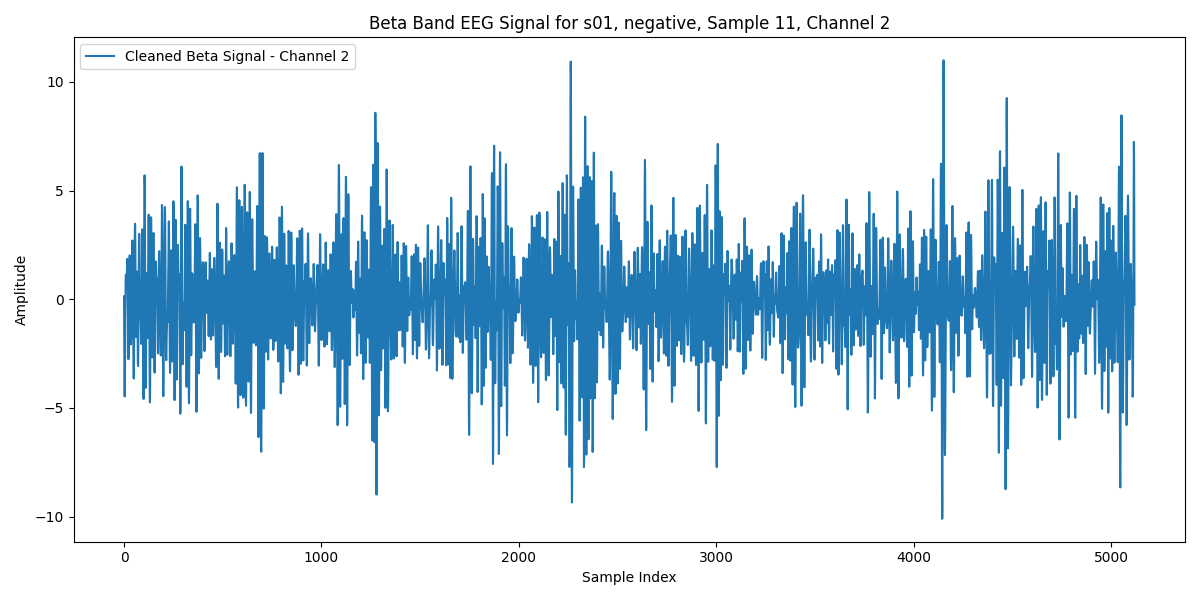 Beta Band EEG Signal for s01, negative, Sample 11, Channel 2
Cleaned Beta Signal - Channel 2
10
5
0
−5
−10
Amplitude
0 1000 2000 3000 4000 5000
Sample Index